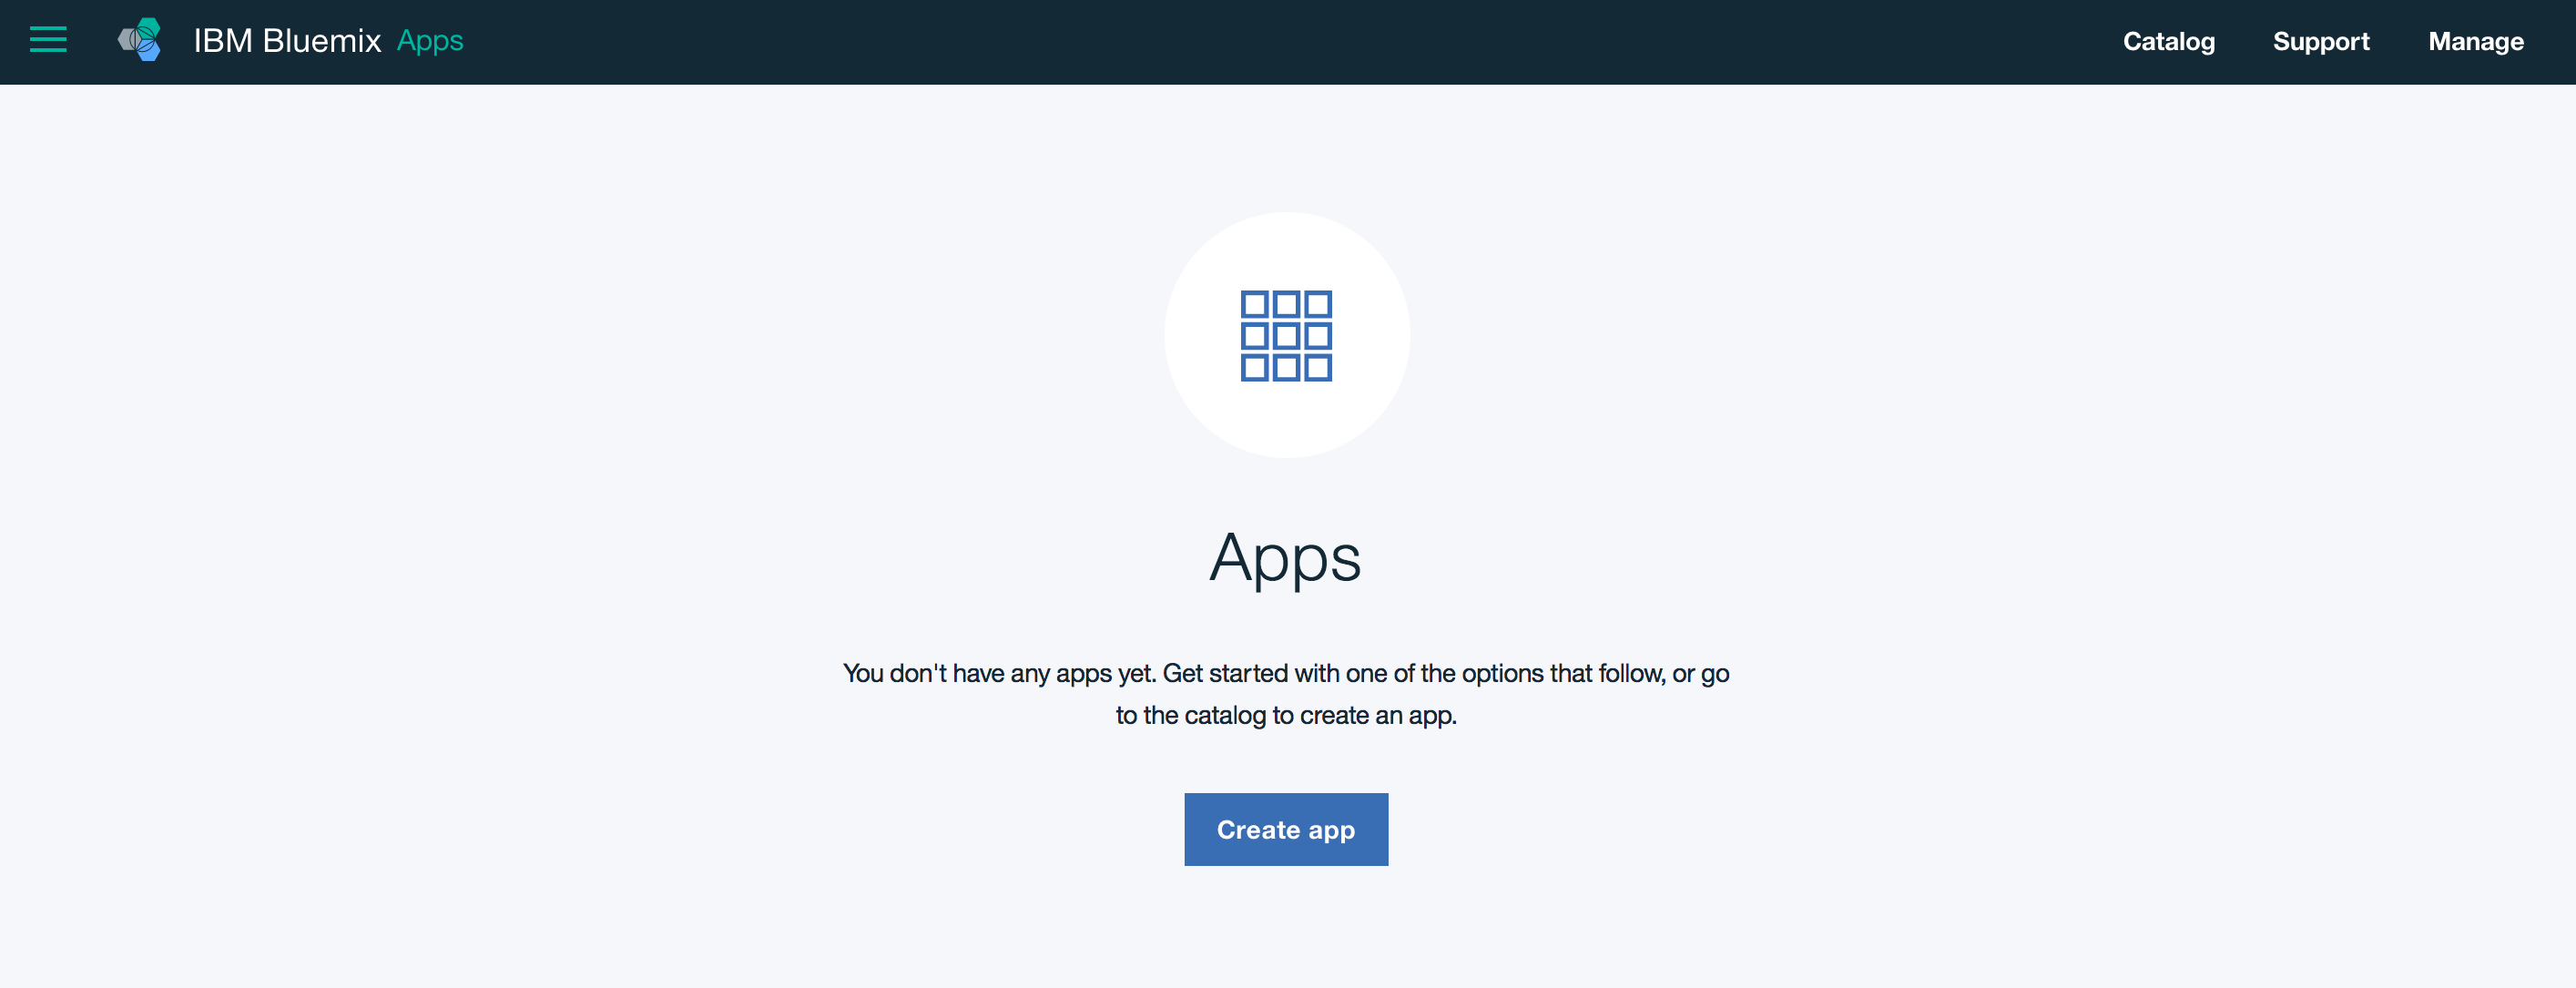 IBM Bluemix Apps Catalog Support Manage
Apps
You don't have any apps yet. Get started with one of the options that follow, or go
to the catalog to create an app.
Create app